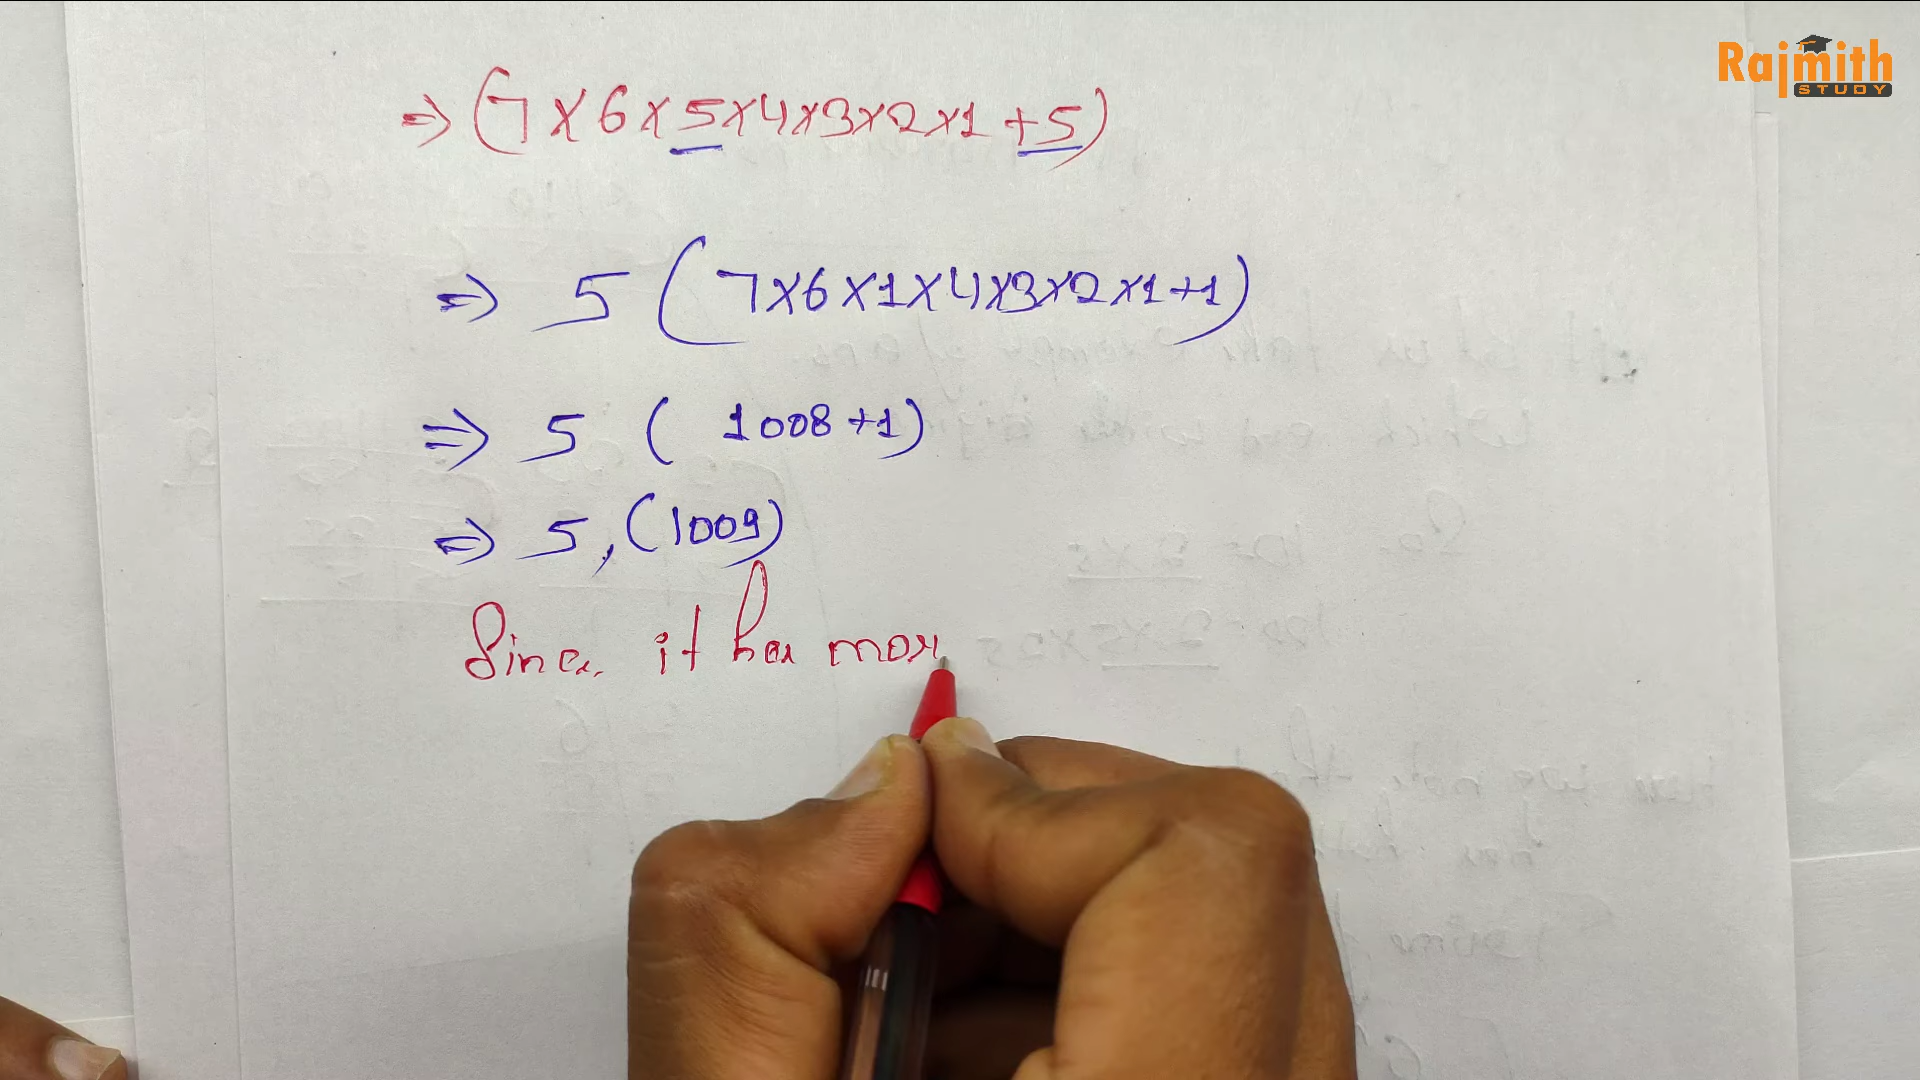 Rajmith
STUDY
⇒ (7×6×5×4×3×2×1+5)
⇒ 5 (7×6×1×4×3×2×1+1)
⇒ 5 (1008+1)
⇒ 5, (1009)
Since it has mor